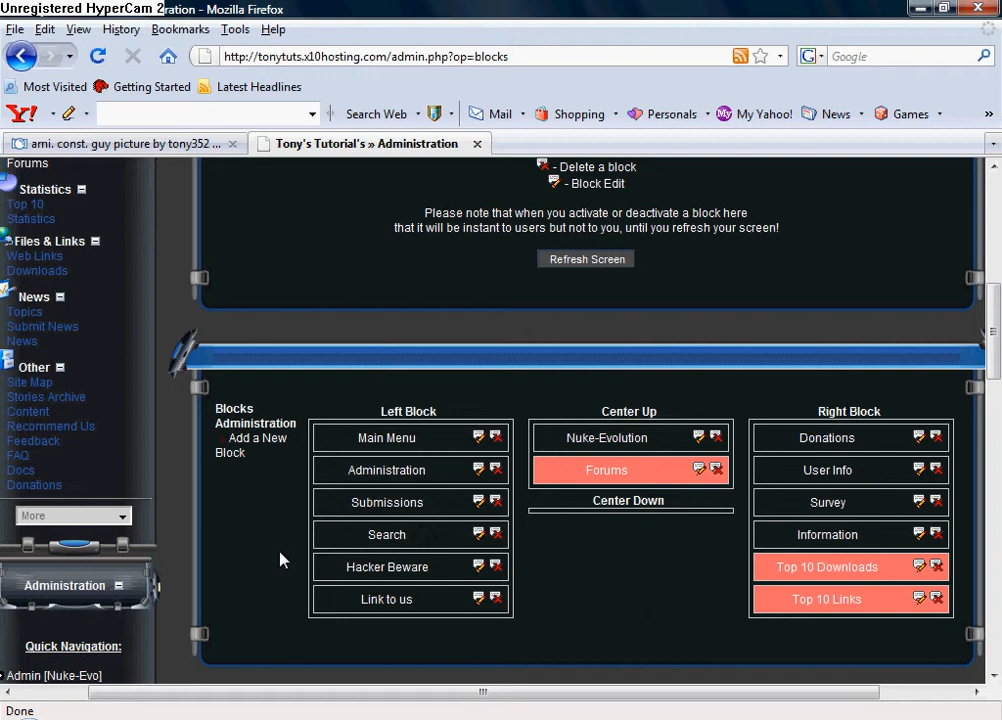 Unregistered HyperCam 2
ration - Mozilla Firefox
File Edit View History Bookmarks Tools Help
http://tonytuts.x10hosting.com/admin.php?op=blocks
G Google
Most Visited Getting Started Latest Headlines
Y! Search Web Mail Shopping Personals My Yahoo! News Games »
arni. const. guy picture by tony352 ...
Tony's Tutorial's » Administration
Forums
Statistics
Top 10
Statistics
Files & Links
Web Links
Downloads
News
Topics
Submit News
News
Other
Site Map
Stories Archive
Content
Recommend Us
Feedback
FAQ
Docs
Donations
More
Administration
Quick Navigation:
Admin [Nuke-Evo]
- Delete a block
- Block Edit
Please note that when you activate or deactivate a block here
that it will be instant to users but not to you, until you refresh your screen!
Refresh Screen
Blocks
Administration
Add a New
Block
Left Block
Main Menu
Administration
Submissions
Search
Hacker Beware
Link to us
Center Up
Nuke-Evolution
Forums
Center Down
Right Block
Donations
User Info
Survey
Information
Top 10 Downloads
Top 10 Links
Done